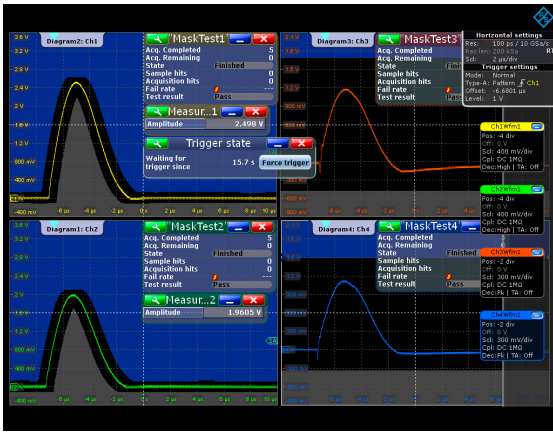 Diagram2: Ch1
"MaskTest1"
Acq. Completed 5
Acq. Remaining 0
State Finished
Sample hits 0
Acquisition hits 0
Fail rate ---
Test result Pass
Measur...1
Amplitude 2.498 V
Diagram3: Ch3
"MaskTest3"
Acq. Completed
Acq. Remaining
State
Sample hits
Acquisition hits
Fail rate
Test result Pass
Horizontal settings
Res: 100 ps / 10 GSa/s
Rec len: 200 kSa RT
Scl: 2 µs/div
Trigger settings
Mode: Normal
Type-A: Pattern Ch1
Offset: -6.6801 µs
Level: 1 V
Trigger state
Waiting for
trigger since 15.7 s Force trigger
Ch1Wfm1
Pos: -4 div
Off: 0 V
Scl: 400 mV/div
Cpl: DC 1MΩ
Dec:High | TA: Off
Ch2Wfm1
Pos: -4 div
Off: 0 V
Scl: 400 mV/div
Cpl: DC 1MΩ
Dec:High | TA: Off
Diagram1: Ch2
"MaskTest2"
Acq. Completed 5
Acq. Remaining 0
State Finished
Sample hits 0
Acquisition hits 0
Fail rate ---
Test result Pass
Measur...2
Amplitude 1.9605 V
Diagram4: Ch4
"MaskTest4"
Acq. Completed
Acq. Remaining
State Finished
Sample hits
Acquisition hits
Fail rate
Test result Pass
Ch3Wfm1
Pos: -2 div
Off: 0 V
Scl: 300 mV/div
Cpl: DC 1MΩ
Dec:Pk | TA: Off
Ch4Wfm1
Pos: -2 div
Off: 0 V
Scl: 300 mV/div
Cpl: DC 1MΩ
Dec:Pk | TA: Off